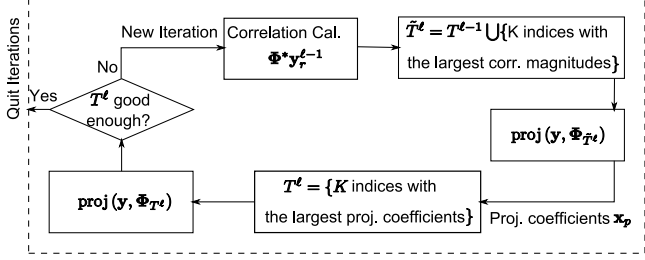 New Iteration
Correlation Cal.
Φ*y_r^{ℓ−1}
T̃^ℓ = T^{ℓ−1} ⋃{K indices with
the largest corr. magnitudes}
proj(y, Φ_{T̃^ℓ})
Proj. coefficients x_p
T^ℓ = {K indices with
the largest proj. coefficients}
proj(y, Φ_{T^ℓ})
T^ℓ good
enough?
No
Yes
Quit Iterations